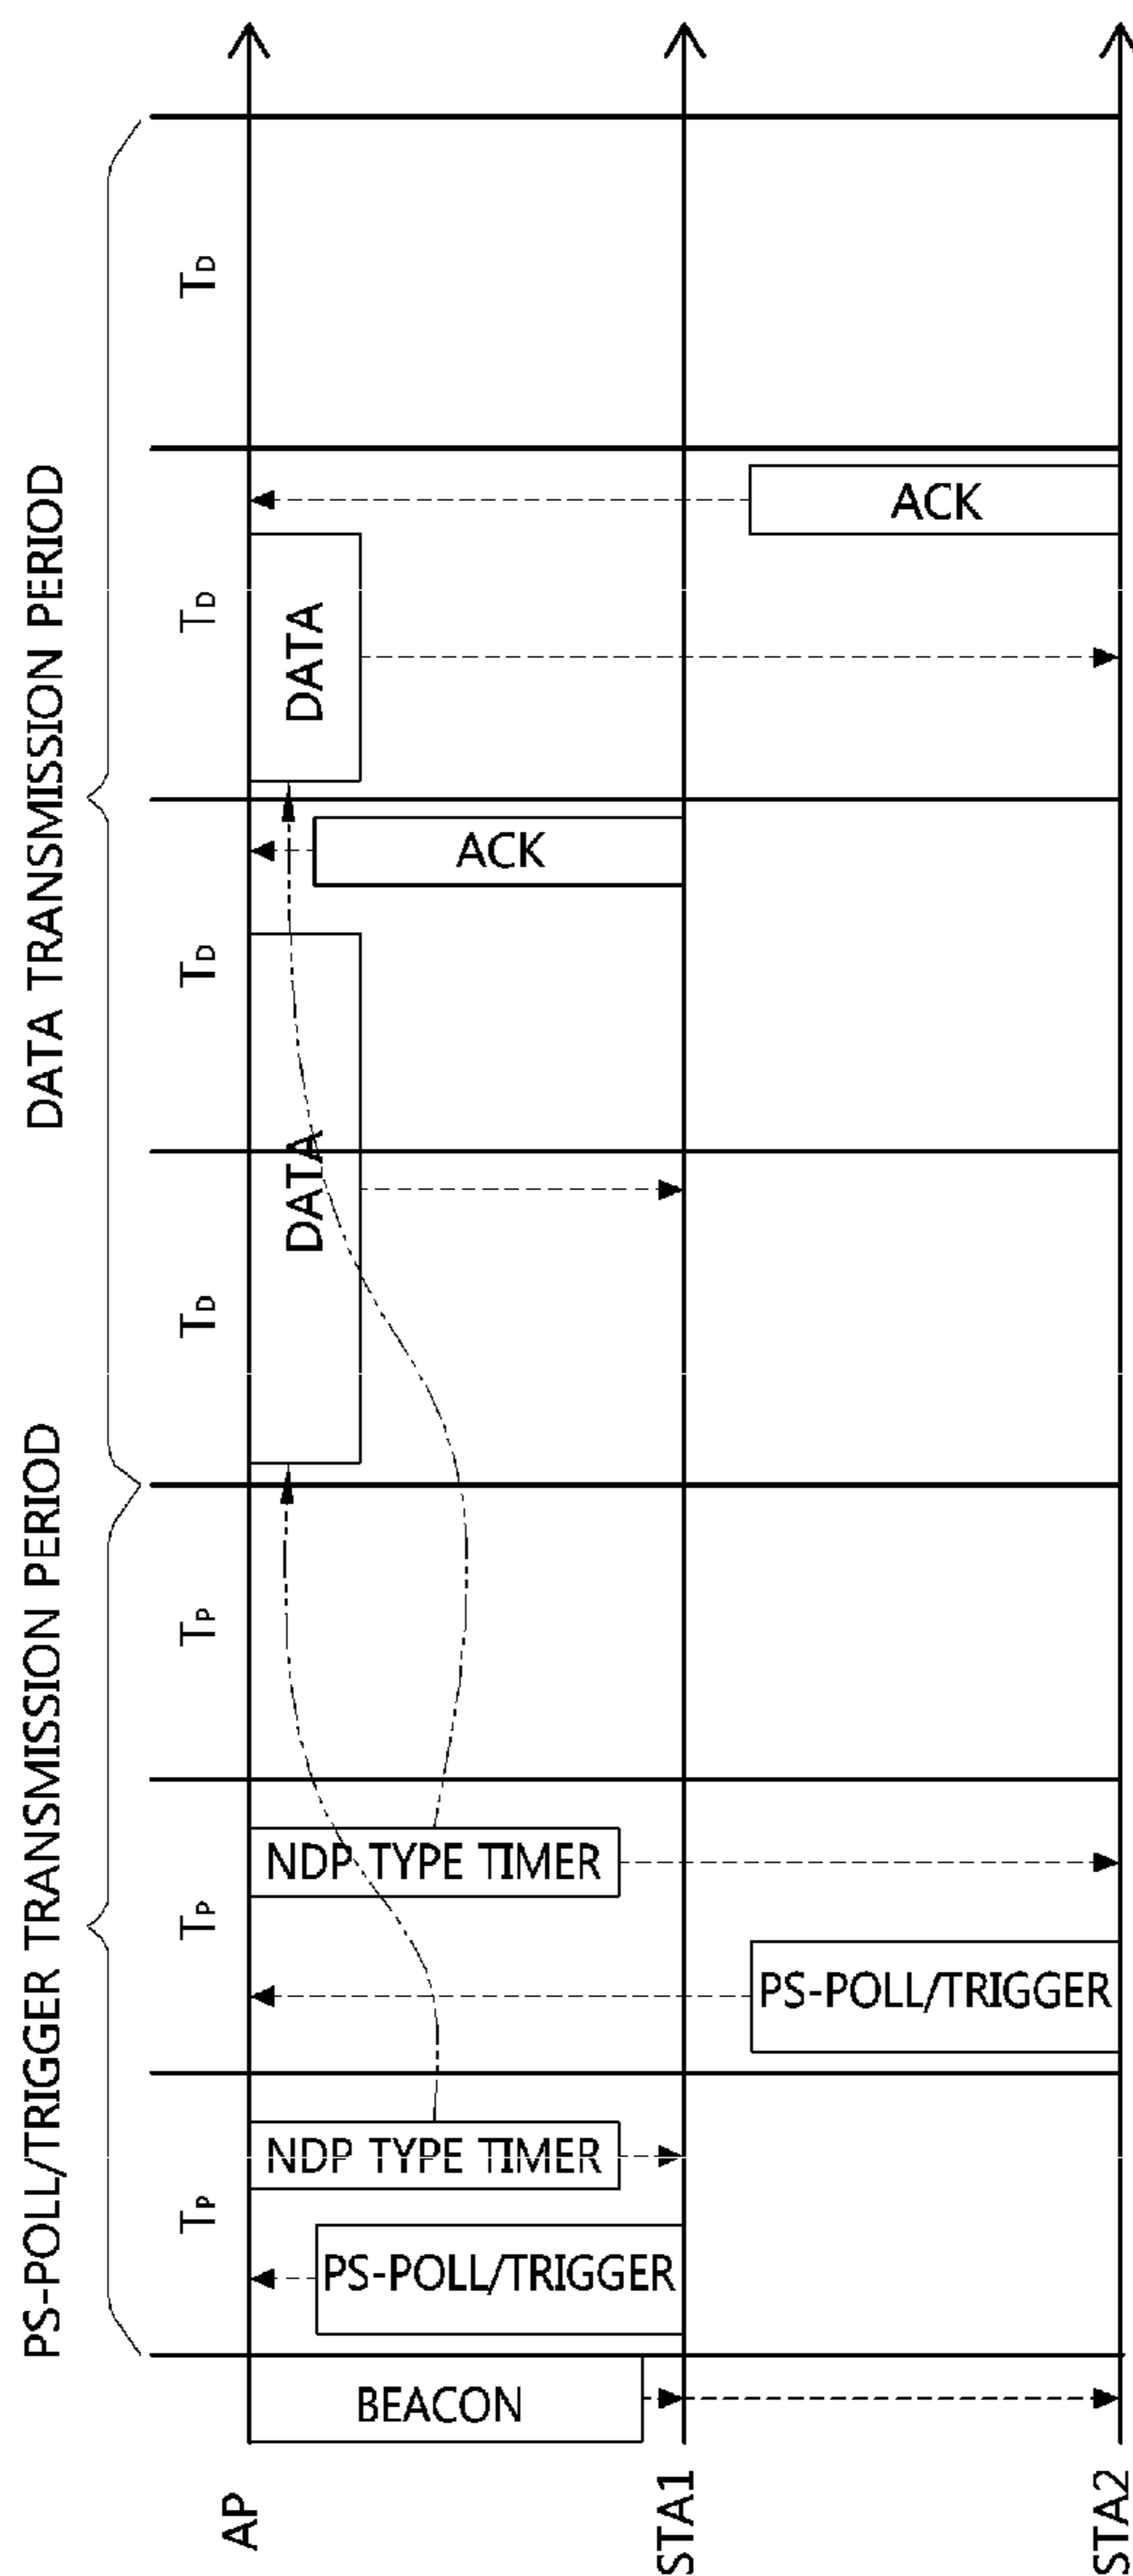 PS-POLL/TRIGGER TRANSMISSION PERIOD
DATA TRANSMISSION PERIOD
TP
TP
TP
TD
TD
TD
TD
AP
BEACON
NDP TYPE TIMER
NDP TYPE TIMER
DATA
DATA
STA1
PS-POLL/TRIGGER
ACK
STA2
PS-POLL/TRIGGER
ACK